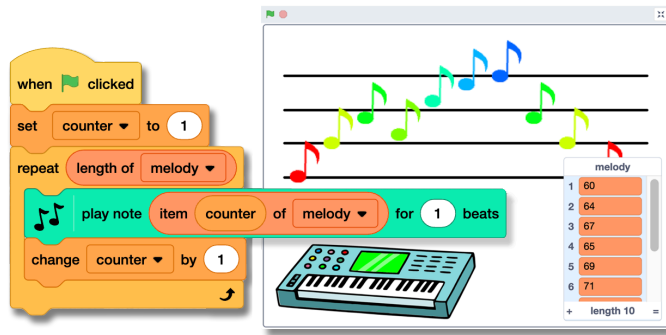 when clicked
set counter to 1
repeat length of melody
play note item counter of melody for 1 beats
change counter by 1
melody
1 60
2 64
3 67
4 65
5 69
6 71
+ length 10 =